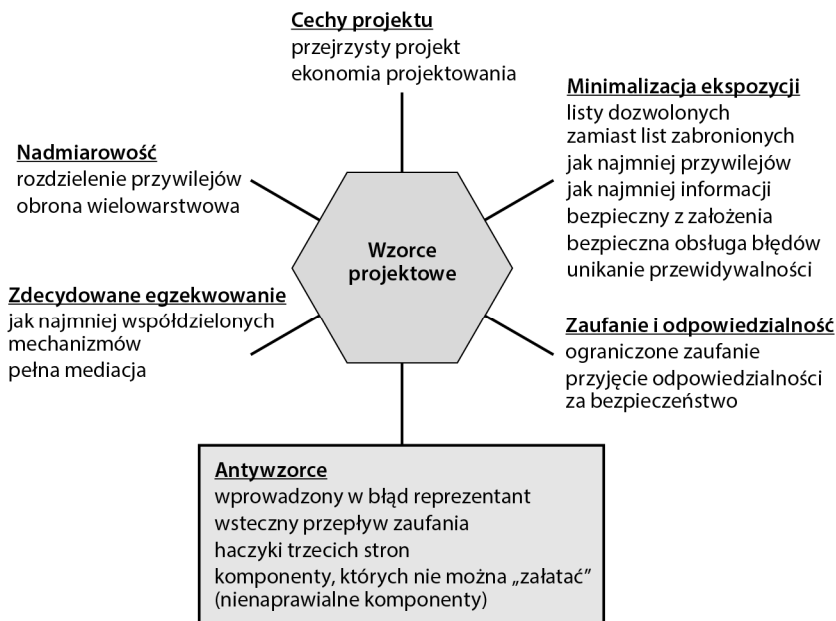 Cechy projektu
przejrzysty projekt
ekonomia projektowania
Minimalizacja ekspozycji
listy dozwolonych
zamiast list zabronionych
jak najmniej przywilejów
jak najmniej informacji
bezpieczny z założenia
bezpieczna obsługa błędów
unikanie przewidywalności
Nadmiarowość
rozdzielenie przywilejów
obrona wielowarstwowa
Wzorce
projektowe
Zdecydowane egzekwowanie
jak najmniej współdzielonych
mechanizmów
pełna mediacja
Zaufanie i odpowiedzialność
ograniczone zaufanie
przyjęcie odpowiedzialności
za bezpieczeństwo
Antywzorce
wprowadzony w błąd reprezentant
wsteczny przepływ zaufania
haczyki trzecich stron
komponenty, których nie można „załatać”
(nienaprawialne komponenty)